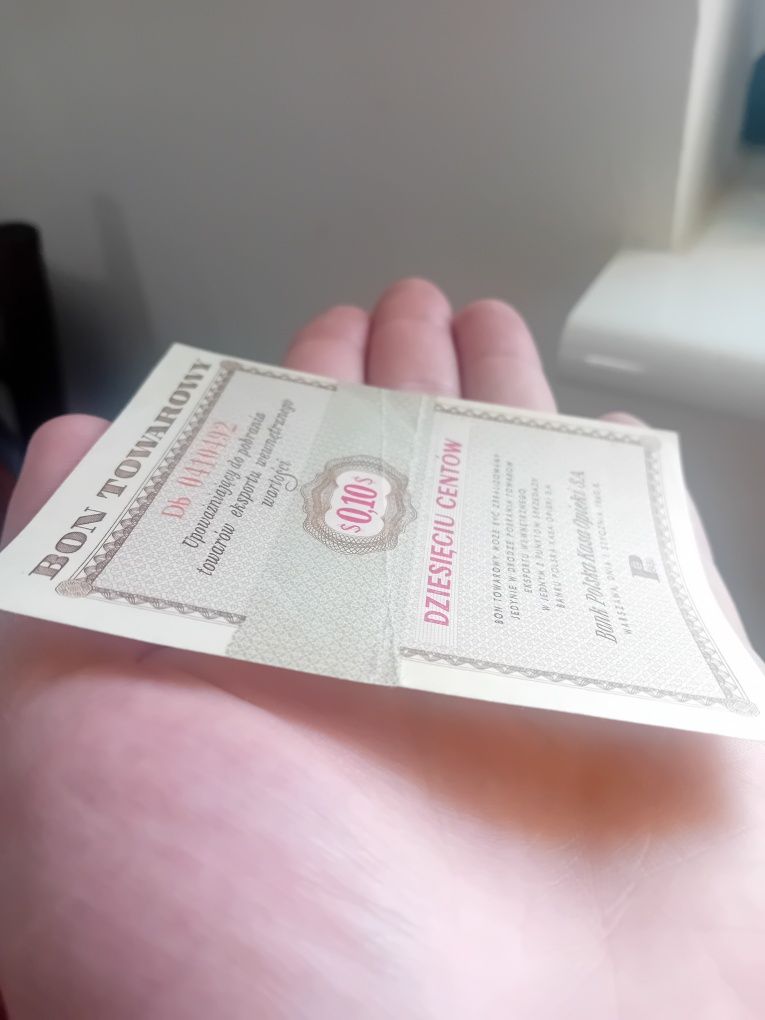 BON TOWAROWY
Db 0410492
Upoważniający do pobrania
towarów eksportu wewnętrznego
wartości
$ 0,10 $
DZIESIĘCIU CENTÓW
BON TOWAROWY MOŻE BYĆ ZREALIZOWANY
JEDYNIE W DRODZE POBRANIA TOWARÓW
EKSPORTU WEWNĘTRZNEGO
W JEDNYM Z PUNKTÓW SPRZEDAŻY
BANKU POLSKA KASA OPIEKI S.A
Bank Polska Kasa Opieki S.A.
WARSZAWA, DNIA 1 STYCZNIA 1960 R.